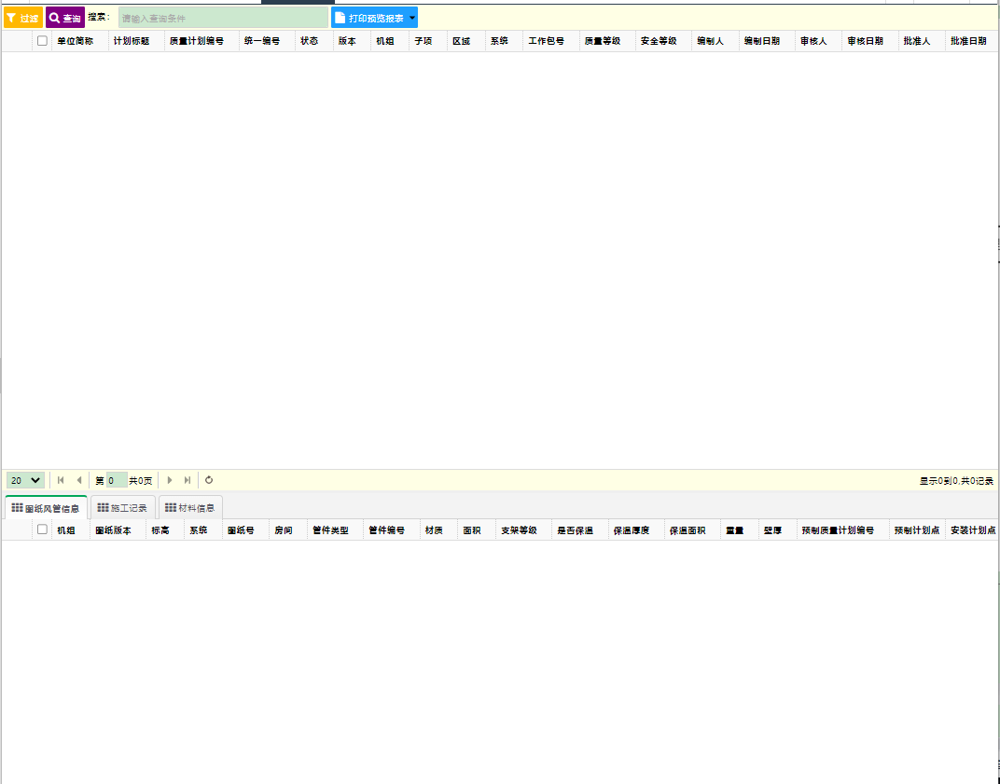 过滤 查询 搜索： 请输入查询条件 打印预览报表
单位简称 计划标题 质量计划编号 统一编号 状态 版本 机组 子项 区域 系统 工作包号 质量等级 安全等级 编制人 编制日期 审核人 审核日期 批准人 批准日期
20 第 0 共0页 显示0到0,共0记录
图纸风管信息 施工记录 材料信息
机组 图纸版本 标高 系统 图纸号 房间 管件类型 管件编号 材质 面积 支架等级 是否保温 保温厚度 保温面积 重量 壁厚 预制质量计划编号 预制计划点 安装计划点